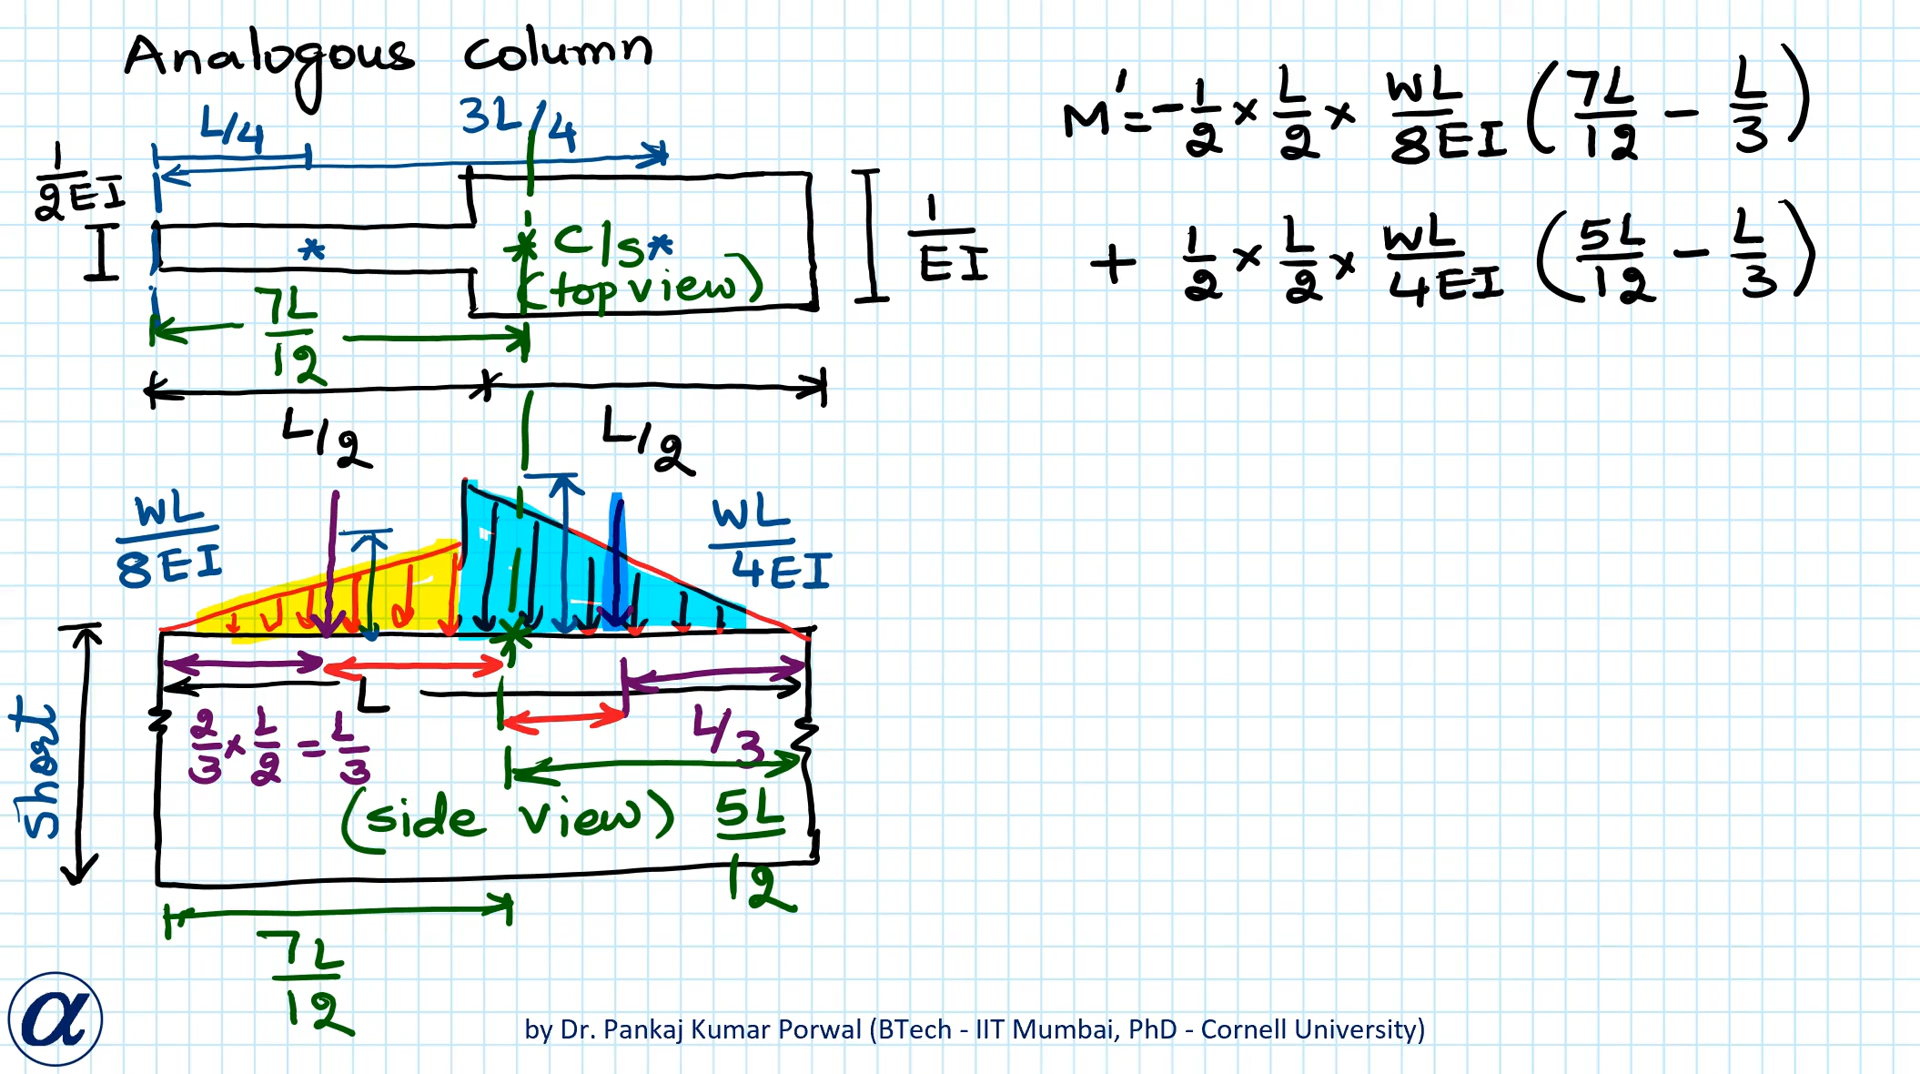 Analogous column
L/4
3L/4
1/2EI
I
*
* C/s *
(top view)
I 1/EI
7L/12
L/2
L/2
WL/8EI
WL/4EI
L
2/3 × L/2 = L/3
L/3
short
(side view)
5L/12
7L/12
M' = -1/2 × L/2 × WL/8EI (7L/12 - L/3)
+ 1/2 × L/2 × WL/4EI (5L/12 - L/3)
α
by Dr. Pankaj Kumar Porwal (BTech - IIT Mumbai, PhD - Cornell University)